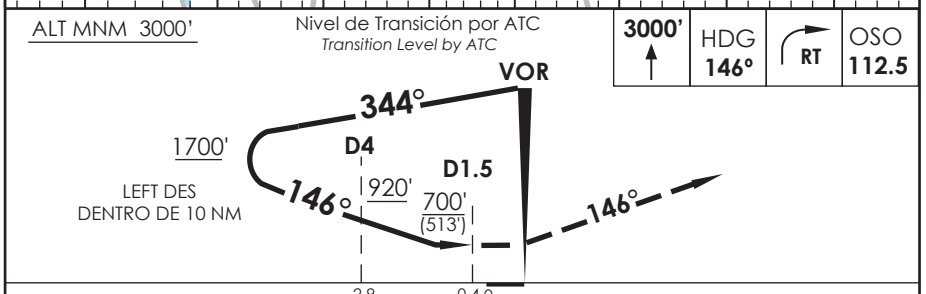 ALT MNM 3000'
Nivel de Transición por ATC
Transition Level by ATC
3000'
HDG
146°
RT
OSO
112.5
VOR
344°
1700'
D4
D1.5
LEFT DES
DENTRO DE 10 NM
146°
920'
700'
(513')
146°